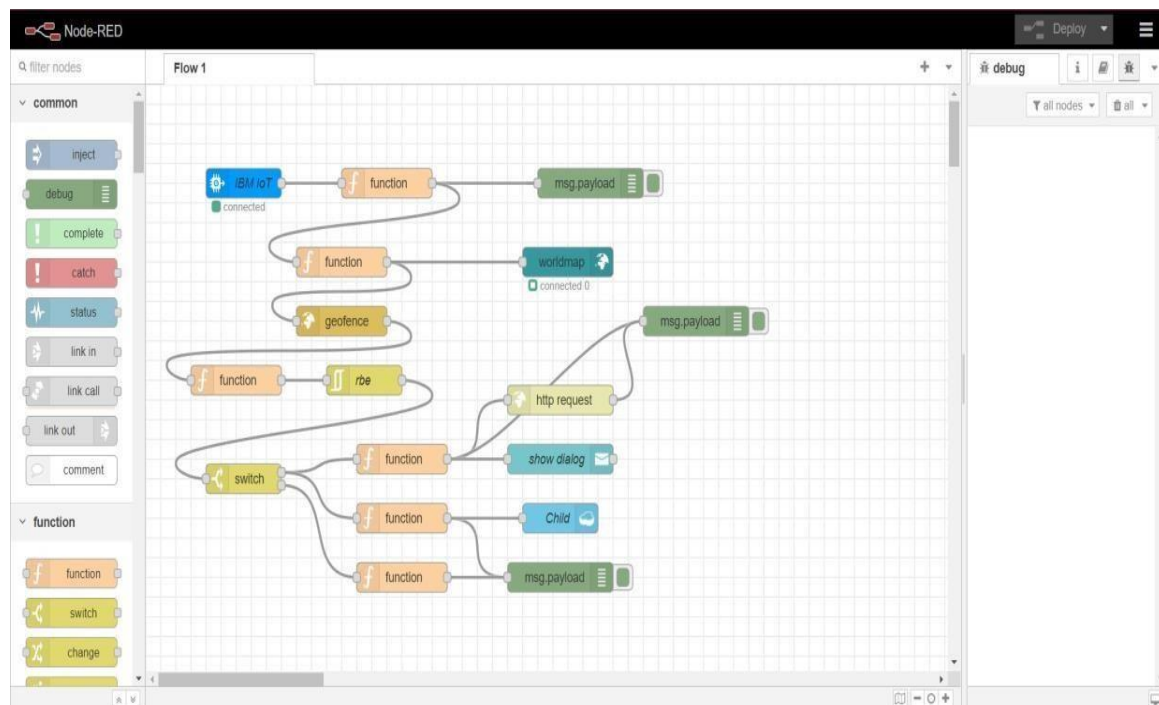 Node-RED
Deploy
filter nodes
Flow 1
debug
i
all nodes
all
common
inject
debug
complete
catch
status
link in
link call
link out
comment
function
function
switch
change
IBM IoT
connected
function
msg.payload
function
worldmap
connected 0
geofence
msg.payload
function
rbe
http request
switch
function
show dialog
function
Child
function
msg.payload